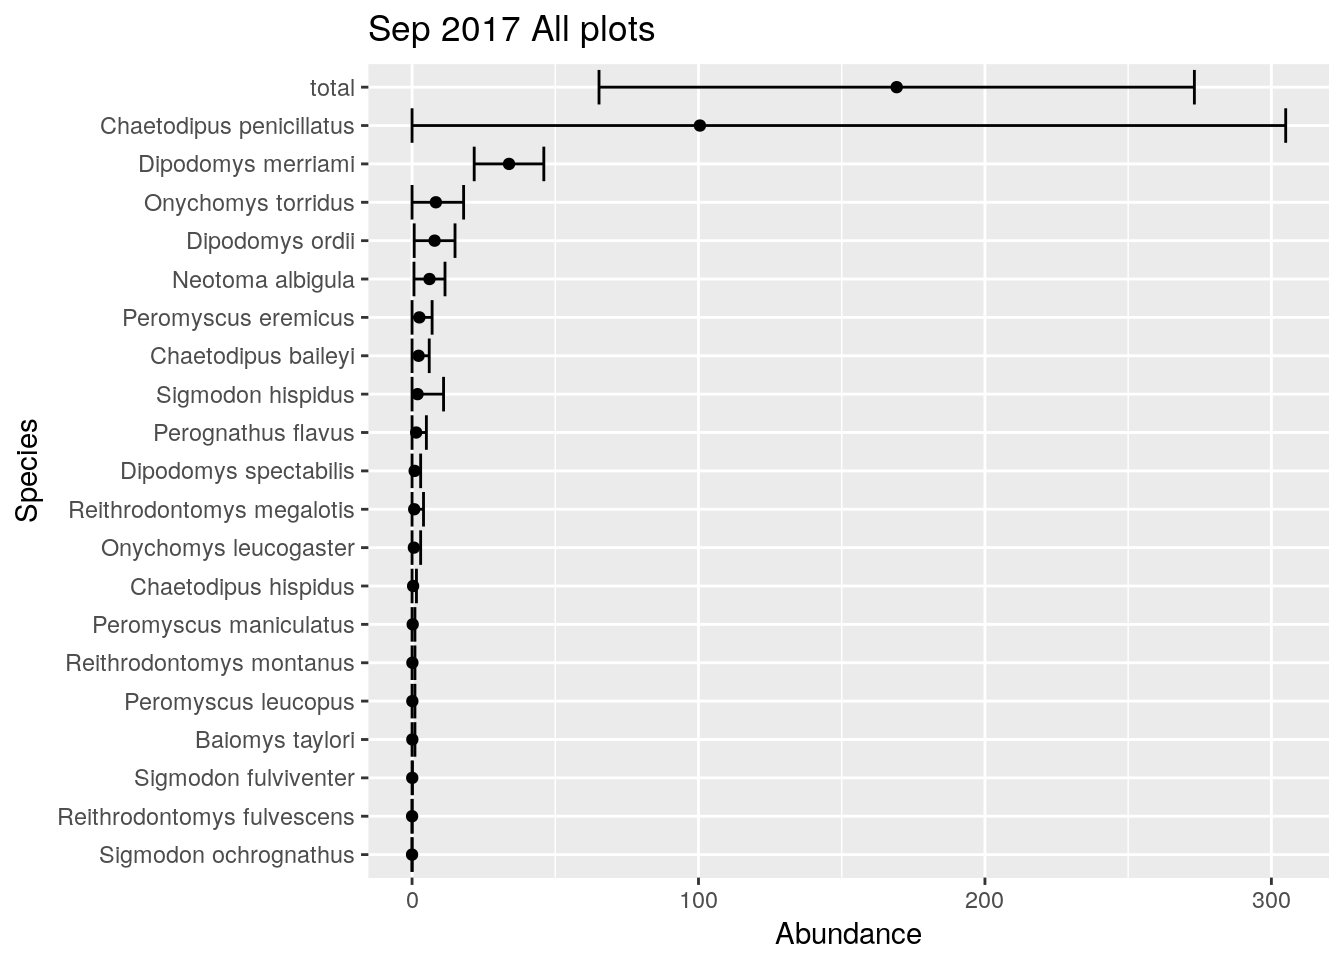 Sep 2017 All plots
Species
total
Chaetodipus penicillatus
Dipodomys merriami
Onychomys torridus
Dipodomys ordii
Neotoma albigula
Peromyscus eremicus
Chaetodipus baileyi
Sigmodon hispidus
Perognathus flavus
Dipodomys spectabilis
Reithrodontomys megalotis
Onychomys leucogaster
Chaetodipus hispidus
Peromyscus maniculatus
Reithrodontomys montanus
Peromyscus leucopus
Baiomys taylori
Sigmodon fulviventer
Reithrodontomys fulvescens
Sigmodon ochrognathus
0 100 200 300
Abundance